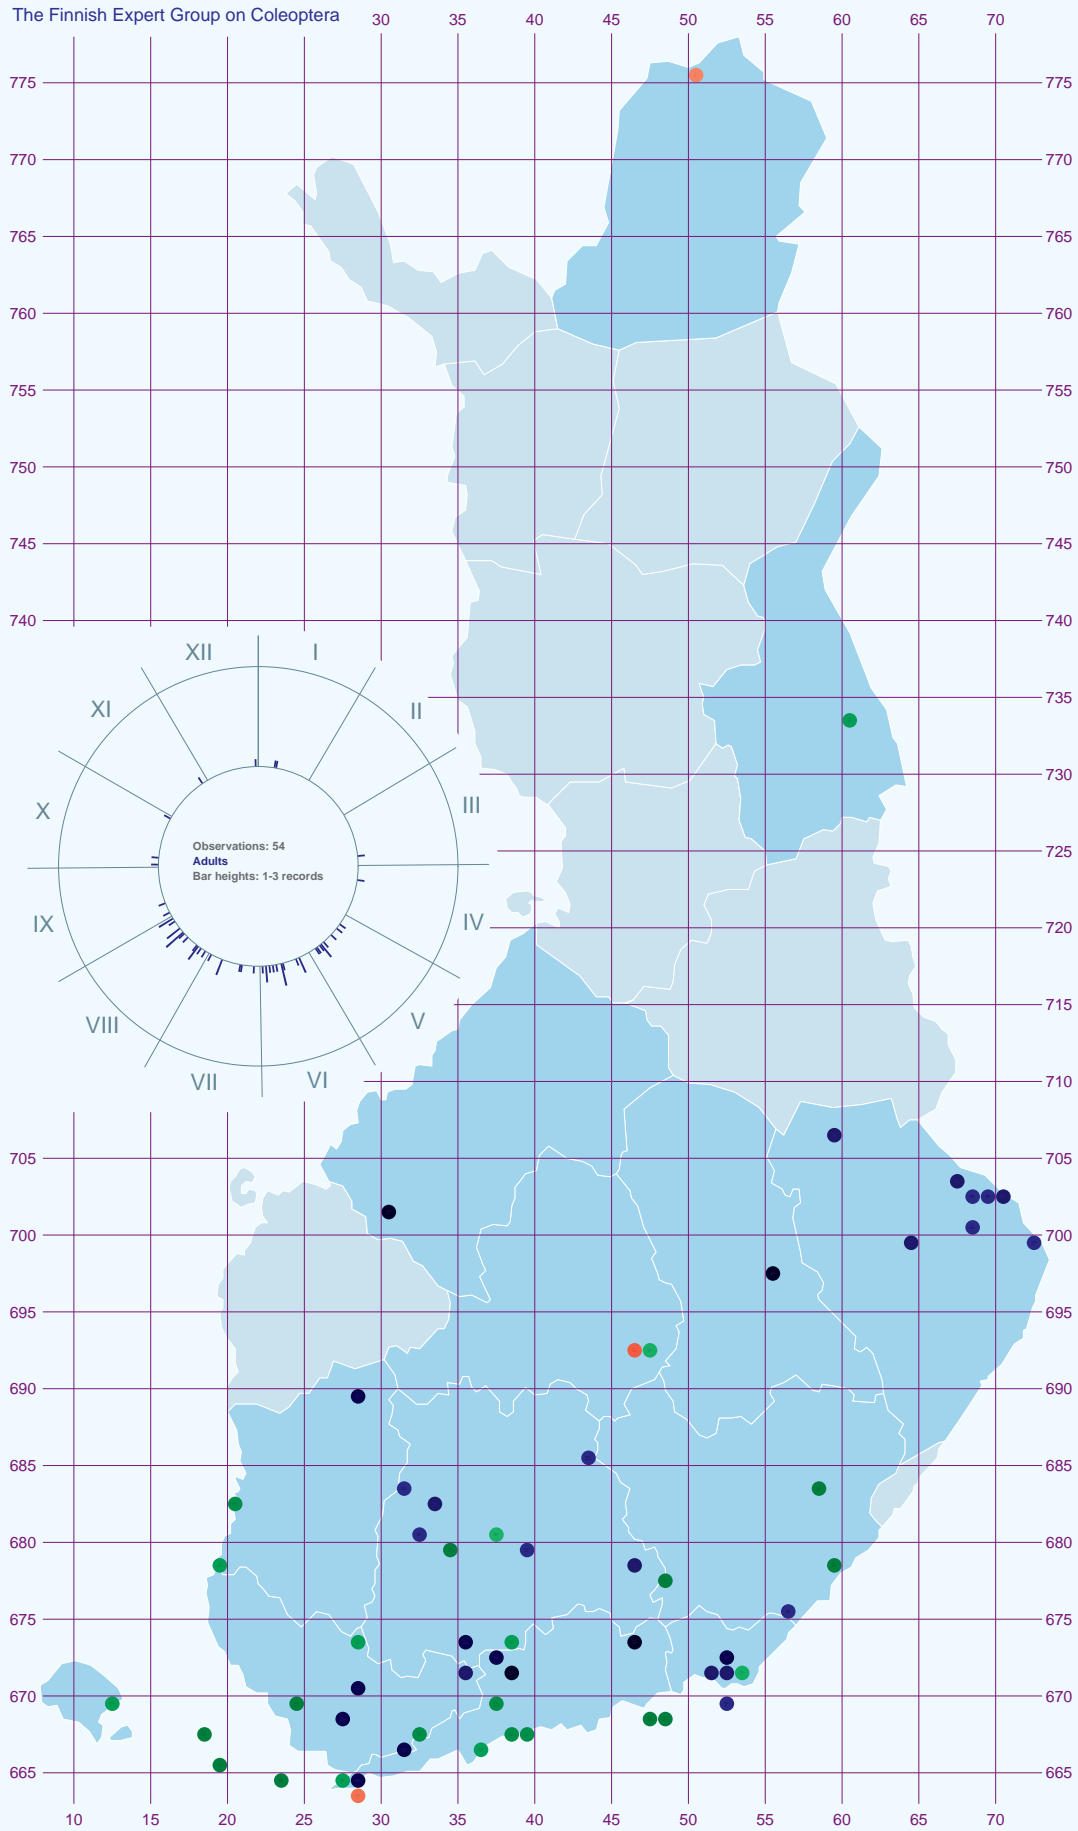 The Finnish Expert Group on Coleoptera
30 40 45 50 55 60 65 70
775 775
770 770
765 765
760 760
755 755
750 750
745 745
740 740
XII I
XI II
735
X III
730
Observations: 54
Adults
Bar heights: 1-3 records
725
IX IV
720
VIII V
715
VII VI
710
705 705
700 700
695 695
690 690
685 685
680 680
675 675
670 670
665 665
10 15 20 25 30 35 40 45 50 55 60 65 70